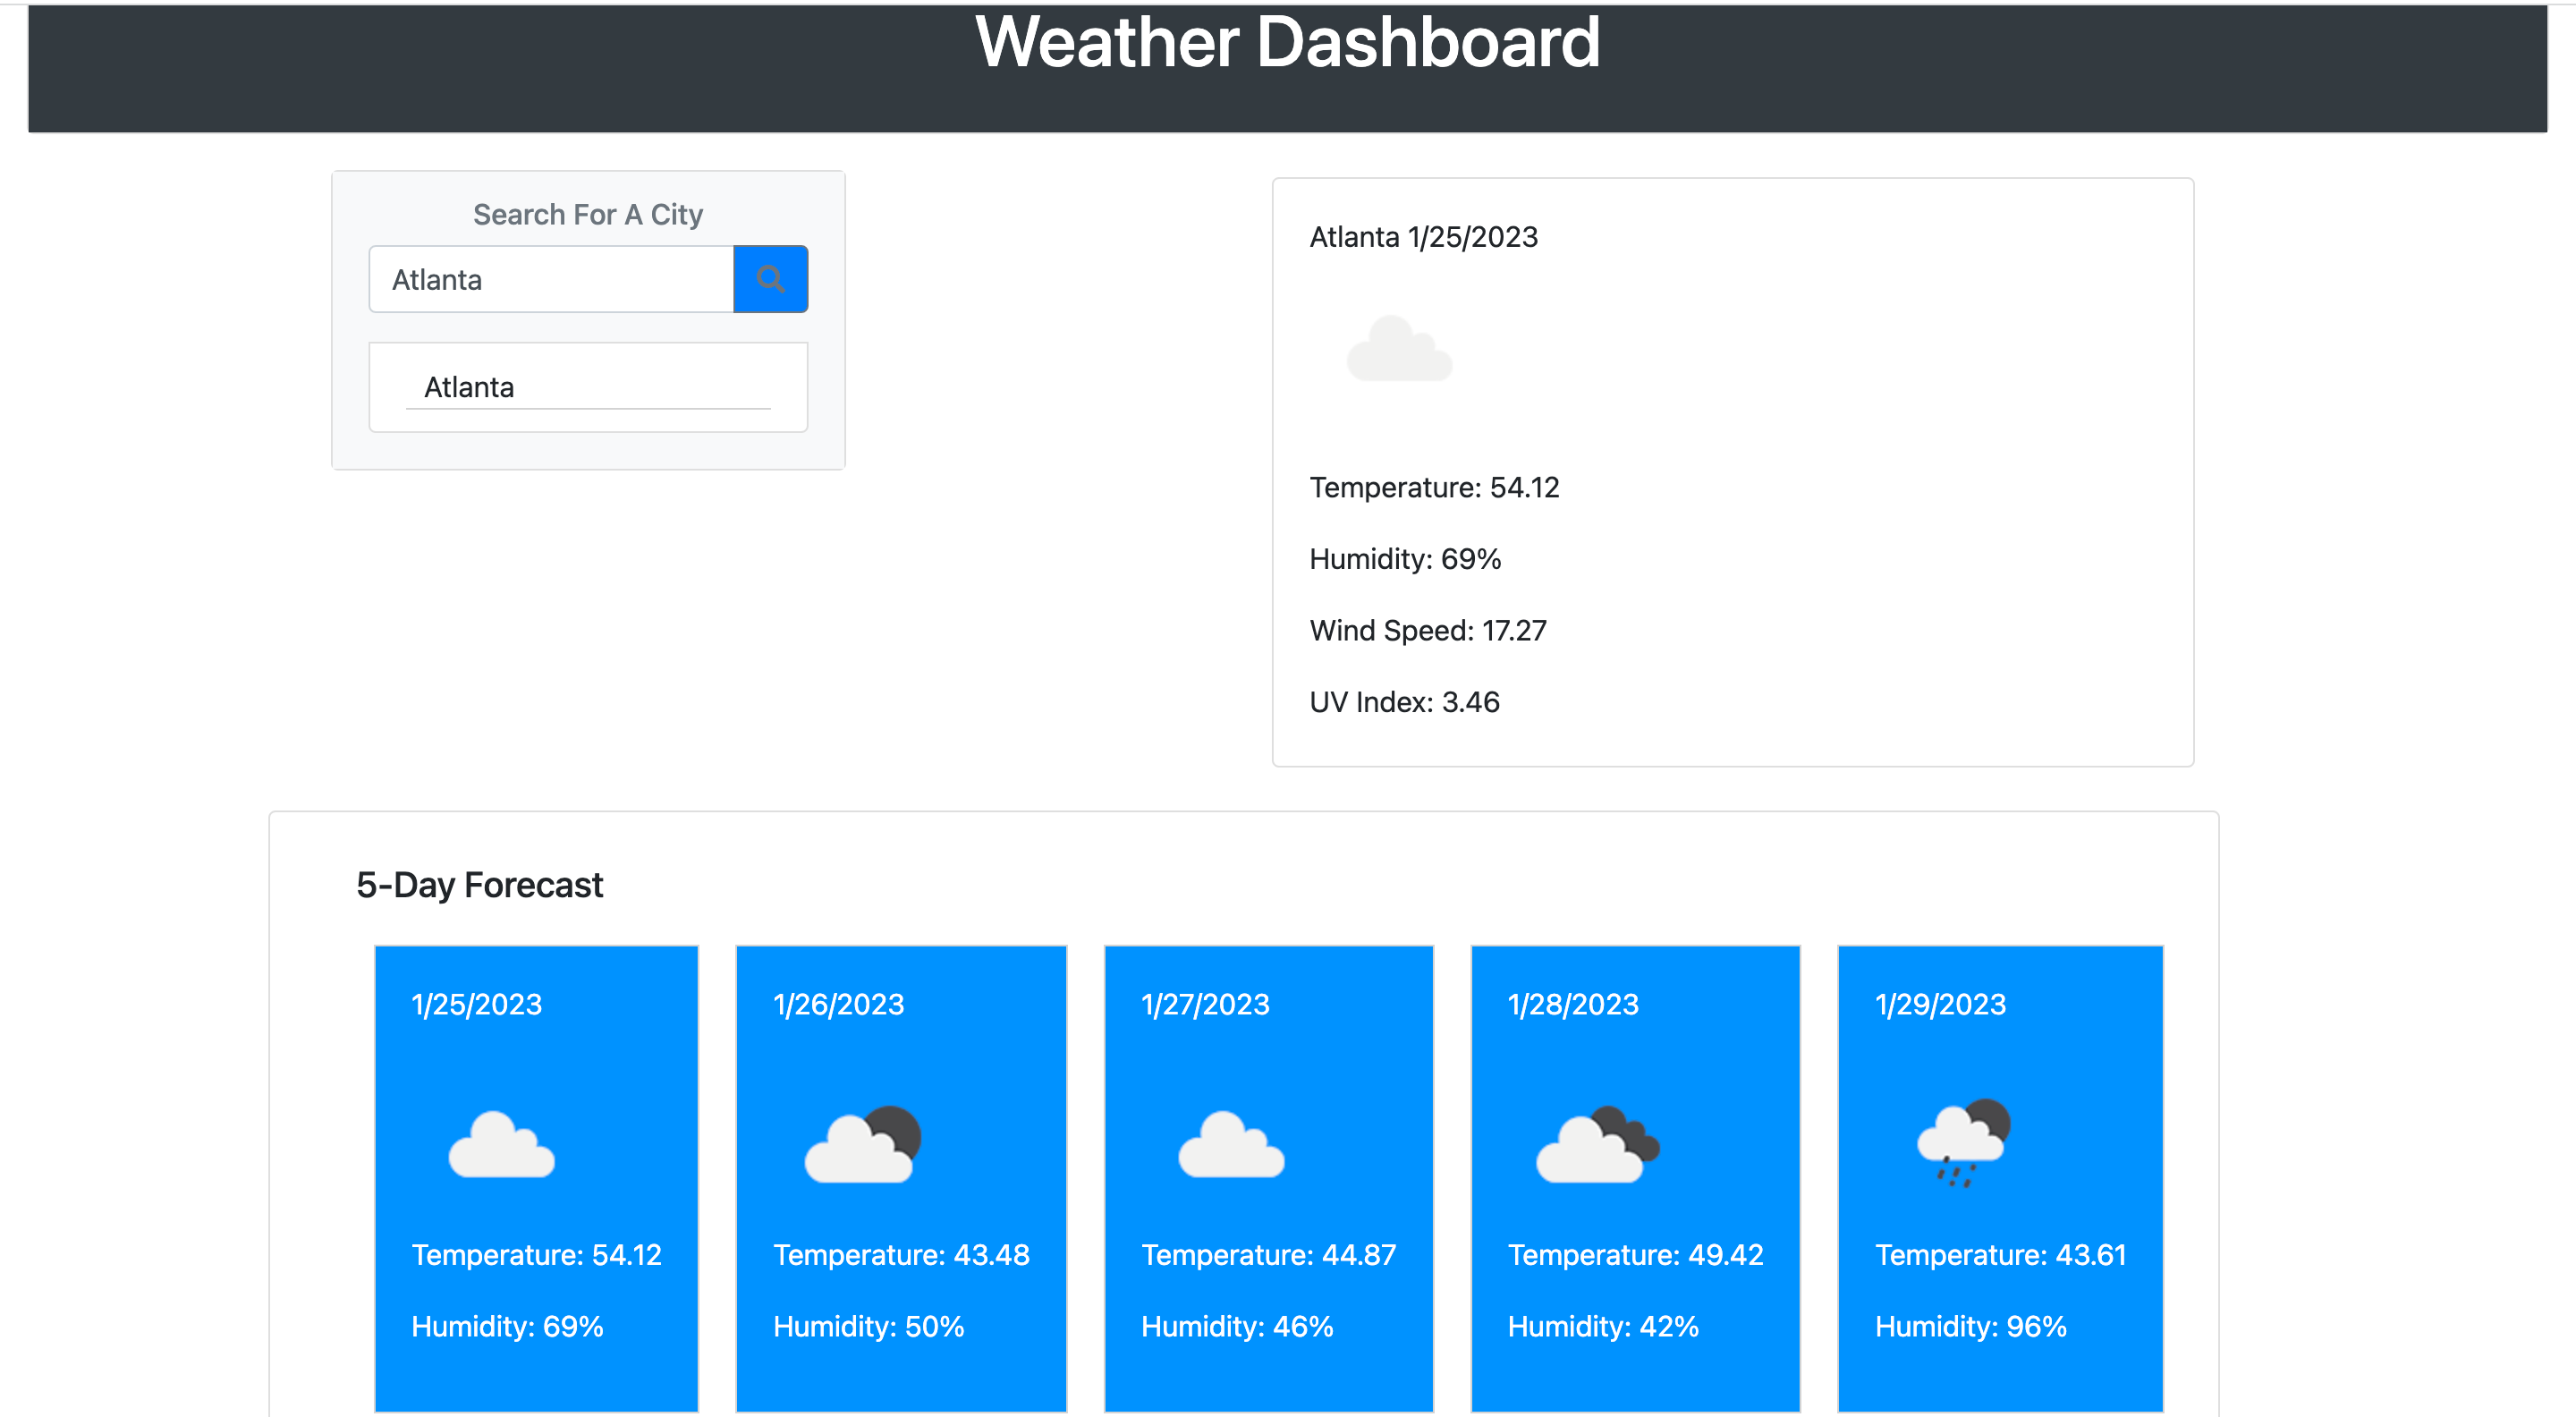 Weather Dashboard
Search For A City
Atlanta
Atlanta
Atlanta 1/25/2023
Temperature: 54.12
Humidity: 69%
Wind Speed: 17.27
UV Index: 3.46
5-Day Forecast
1/25/2023
Temperature: 54.12
Humidity: 69%
1/26/2023
Temperature: 43.48
Humidity: 50%
1/27/2023
Temperature: 44.87
Humidity: 46%
1/28/2023
Temperature: 49.42
Humidity: 42%
1/29/2023
Temperature: 43.61
Humidity: 96%